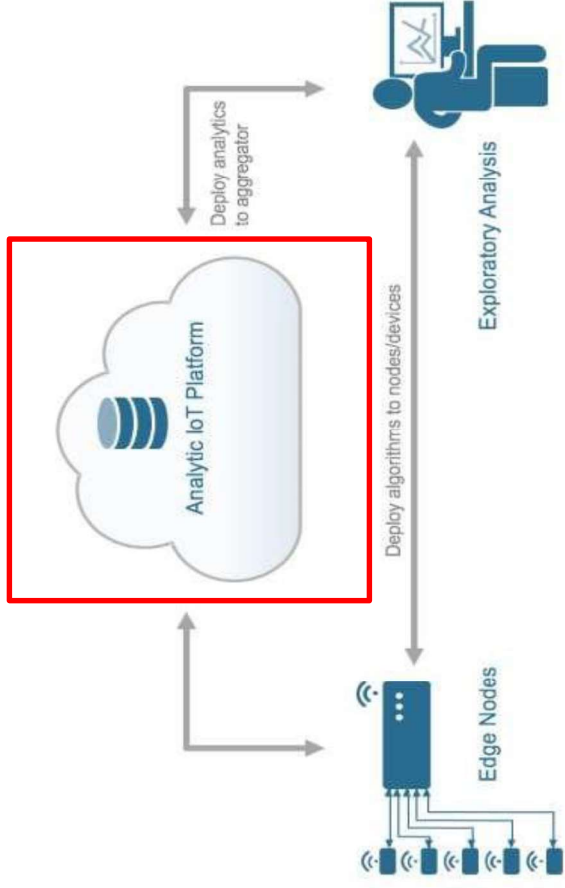 Analytic IoT Platform
Deploy analytics
to aggregator
Deploy algorithms to nodes/devices
Edge Nodes
Exploratory Analysis